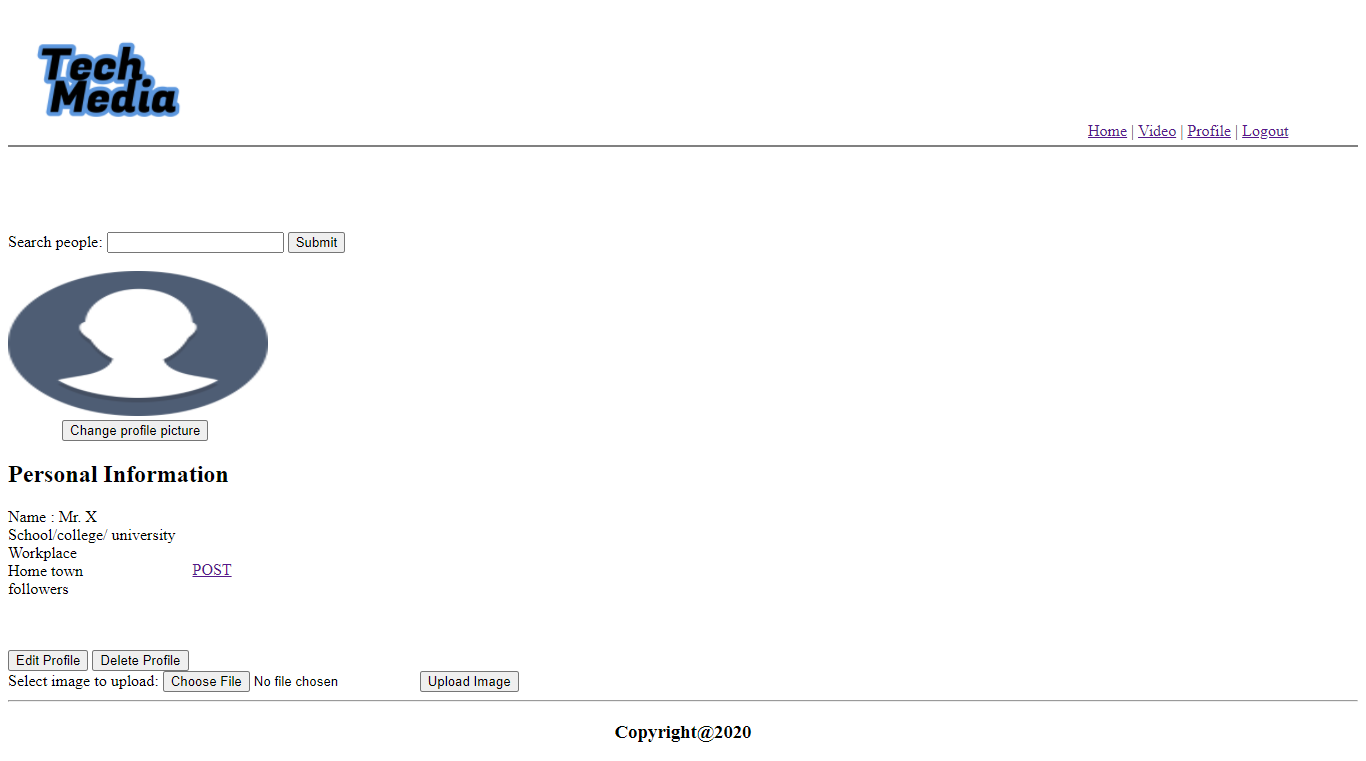 Tech
Media
Home | Video | Profile | Logout
Search people: Submit
Change profile picture
Personal Information
Name : Mr. X
School/college/ university
Workplace
Home town POST
followers
Edit Profile Delete Profile
Select image to upload: Choose File No file chosen Upload Image
Copyright@2020